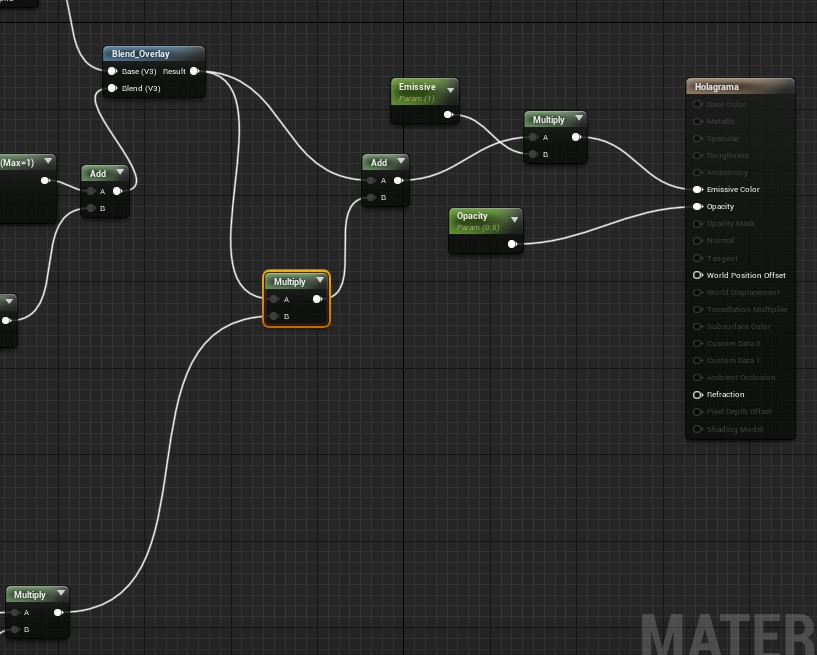 Blend_Overlay
Base (V3) Result
Blend (V3)
(Max=1)
Add
A
B
Emissive
Param (1)
Multiply
A
B
Add
A
B
Opacity
Param (0.5)
Multiply
A
B
Multiply
A
B
Holagrama
Base Color
Metallic
Specular
Roughness
Anisotropy
Emissive Color
Opacity
Opacity Mask
Normal
Tangent
World Position Offset
World Displacement
Tessellation Multiplier
Subsurface Color
Custom Data 0
Custom Data 1
Ambient Occlusion
Refraction
Pixel Depth Offset
Shading Model
MATER